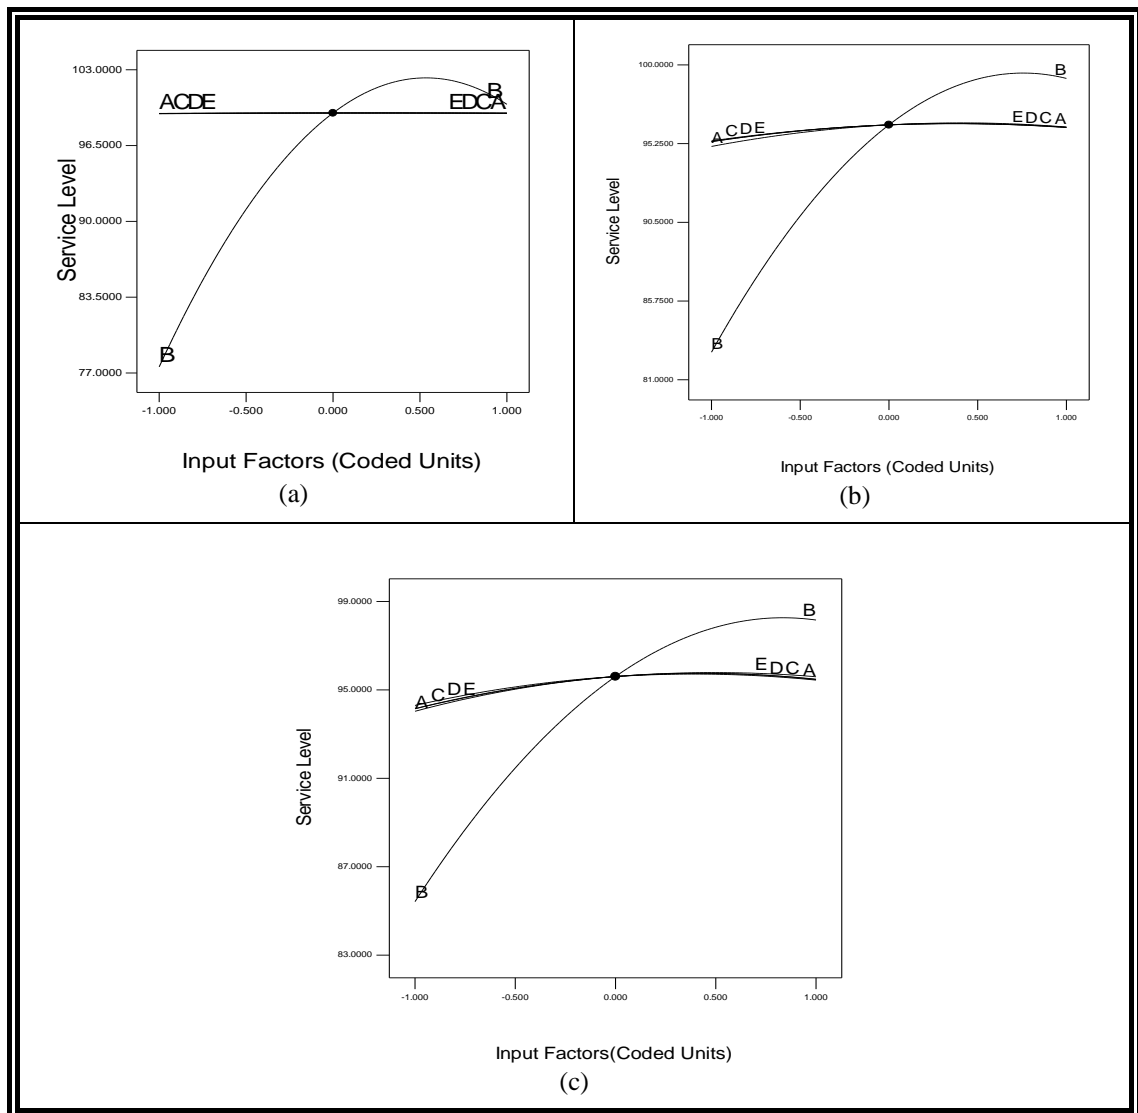 103.0000
B
ACDE
EDCA
96.5000
90.0000
83.5000
B
77.0000
Service Level
-1.000 -0.500 0.000 0.500 1.000
Input Factors (Coded Units)
(a)
100.0000
B
A C D E
E D C A
95.2500
90.5000
85.7500
B
81.0000
Service Level
-1.000 -0.500 0.000 0.500 1.000
Input Factors (Coded Units)
(b)
99.0000
B
E D C A
A C D E
95.0000
91.0000
87.0000
B
83.0000
Service Level
-1.000 -0.500 0.000 0.500 1.000
Input Factors(Coded Units)
(c)